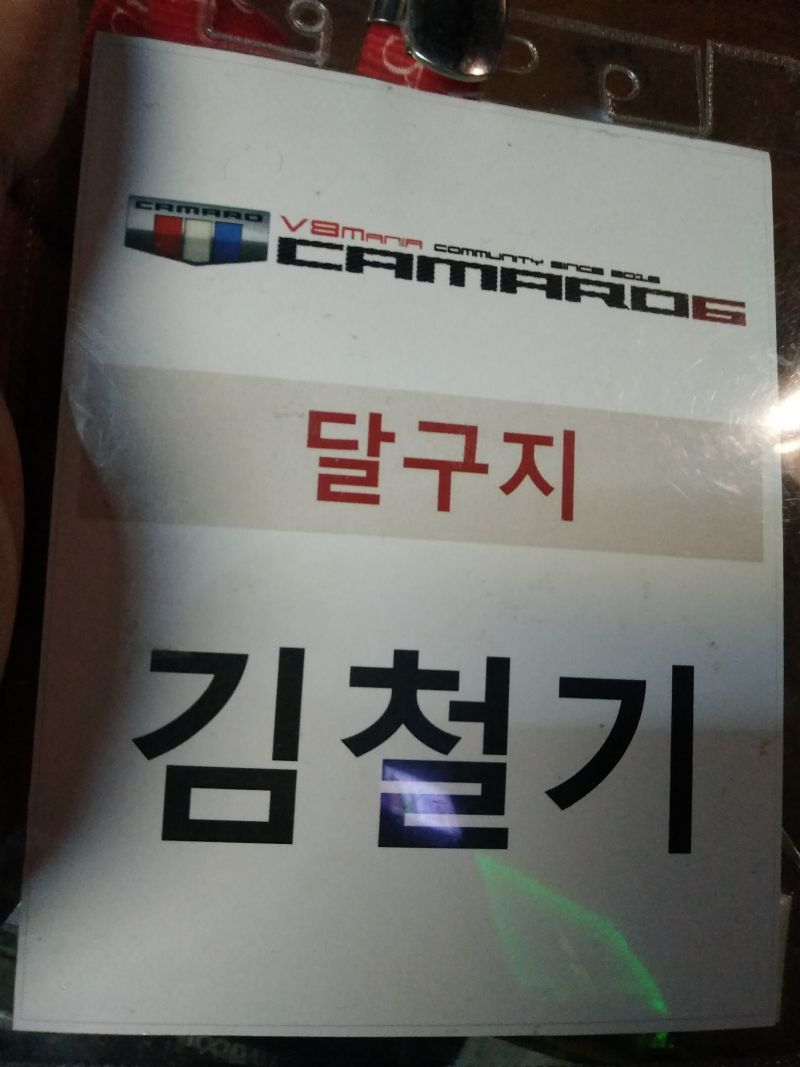 CAMARO
V8MANIA COMMUNITY SINCE 2016
CAMARO6
달구지
김철기